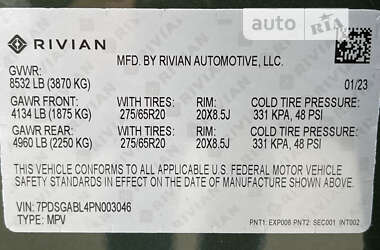 auto
RIA
.com
RIVIAN
MFD. BY RIVIAN AUTOMOTIVE, LLC.
GVWR:
8532 LB (3870 KG)
01/23
GAWR FRONT: WITH TIRES: RIM: COLD TIRE PRESSURE:
4134 LB (1875 KG) 275/65R20 20X8.5J 331 KPA, 48 PSI
GAWR REAR: WITH TIRES: RIM: COLD TIRE PRESSURE:
4960 LB (2250 KG) 275/65R20 20X8.5J 331 KPA, 48 PSI
THIS VEHICLE CONFORMS TO ALL APPLICABLE U.S. FEDERAL MOTOR VEHICLE
SAFETY STANDARDS IN EFFECT ON THE DATE OF MANUFACTURE SHOWN ABOVE.
VIN: 7PDSGABL4PN003046
TYPE: MPV
PNT1: EXP006 PNT2: SEC001 INT002